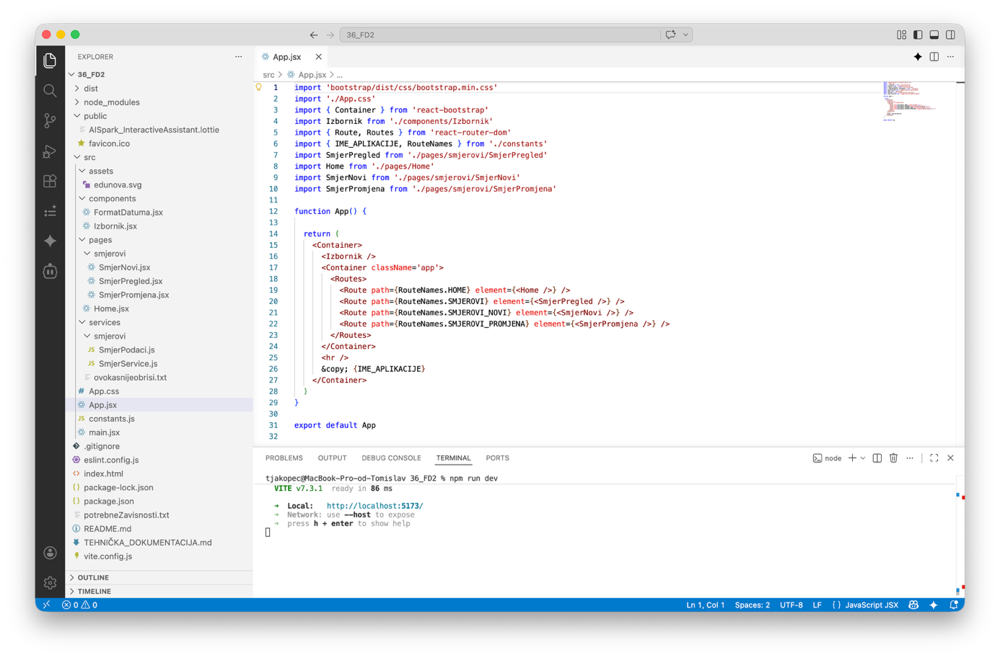 36_FD2
EXPLORER
36_FD2
dist
node_modules
public
AISpark_InteractiveAssistant.lottie
favicon.ico
src
assets
edunova.svg
components
FormatDatuma.jsx
Izbornik.jsx
pages
smjerovi
SmjerNovi.jsx
SmjerPregled.jsx
SmjerPromjena.jsx
Home.jsx
services
smjerovi
JS SmjerPodaci.js
JS SmjerService.js
ovokasnijeobrisi.txt
# App.css
App.jsx
JS constants.js
main.jsx
.gitignore
eslint.config.js
<> index.html
{} package-lock.json
{} package.json
potrebneZavisnosti.txt
README.md
TEHNIČKA_DOKUMENTACIJA.md
vite.config.js
OUTLINE
TIMELINE
App.jsx
src > App.jsx > ...
1 import 'bootstrap/dist/css/bootstrap.min.css'
2 import './App.css'
3 import { Container } from 'react-bootstrap'
4 import Izbornik from './components/Izbornik'
5 import { Route, Routes } from 'react-router-dom'
6 import { IME_APLIKACIJE, RouteNames } from './constants'
7 import SmjerPregled from './pages/smjerovi/SmjerPregled'
8 import Home from './pages/Home'
9 import SmjerNovi from './pages/smjerovi/SmjerNovi'
10 import SmjerPromjena from './pages/smjerovi/SmjerPromjena'
11
12 function App() {
13
14 return (
15 <Container>
16 <Izbornik />
17 <Container className='app'>
18 <Routes>
19 <Route path={RouteNames.HOME} element={<Home />} />
20 <Route path={RouteNames.SMJEROVI} element={<SmjerPregled />} />
21 <Route path={RouteNames.SMJEROVI_NOVI} element={<SmjerNovi />} />
22 <Route path={RouteNames.SMJEROVI_PROMJENA} element={<SmjerPromjena />} />
23 </Routes>
24 </Container>
25 <hr />
26 &copy; {IME_APLIKACIJE}
27 </Container>
28 )
29 }
30
31 export default App
32
PROBLEMS OUTPUT DEBUG CONSOLE TERMINAL PORTS
node
tjakopec@MacBook-Pro-od-Tomislav 36_FD2 % npm run dev
VITE v7.3.1 ready in 86 ms
➜ Local: http://localhost:5173/
➜ Network: use --host to expose
➜ press h + enter to show help
0 0
Ln 1, Col 1 Spaces: 2 UTF-8 LF {} JavaScript JSX